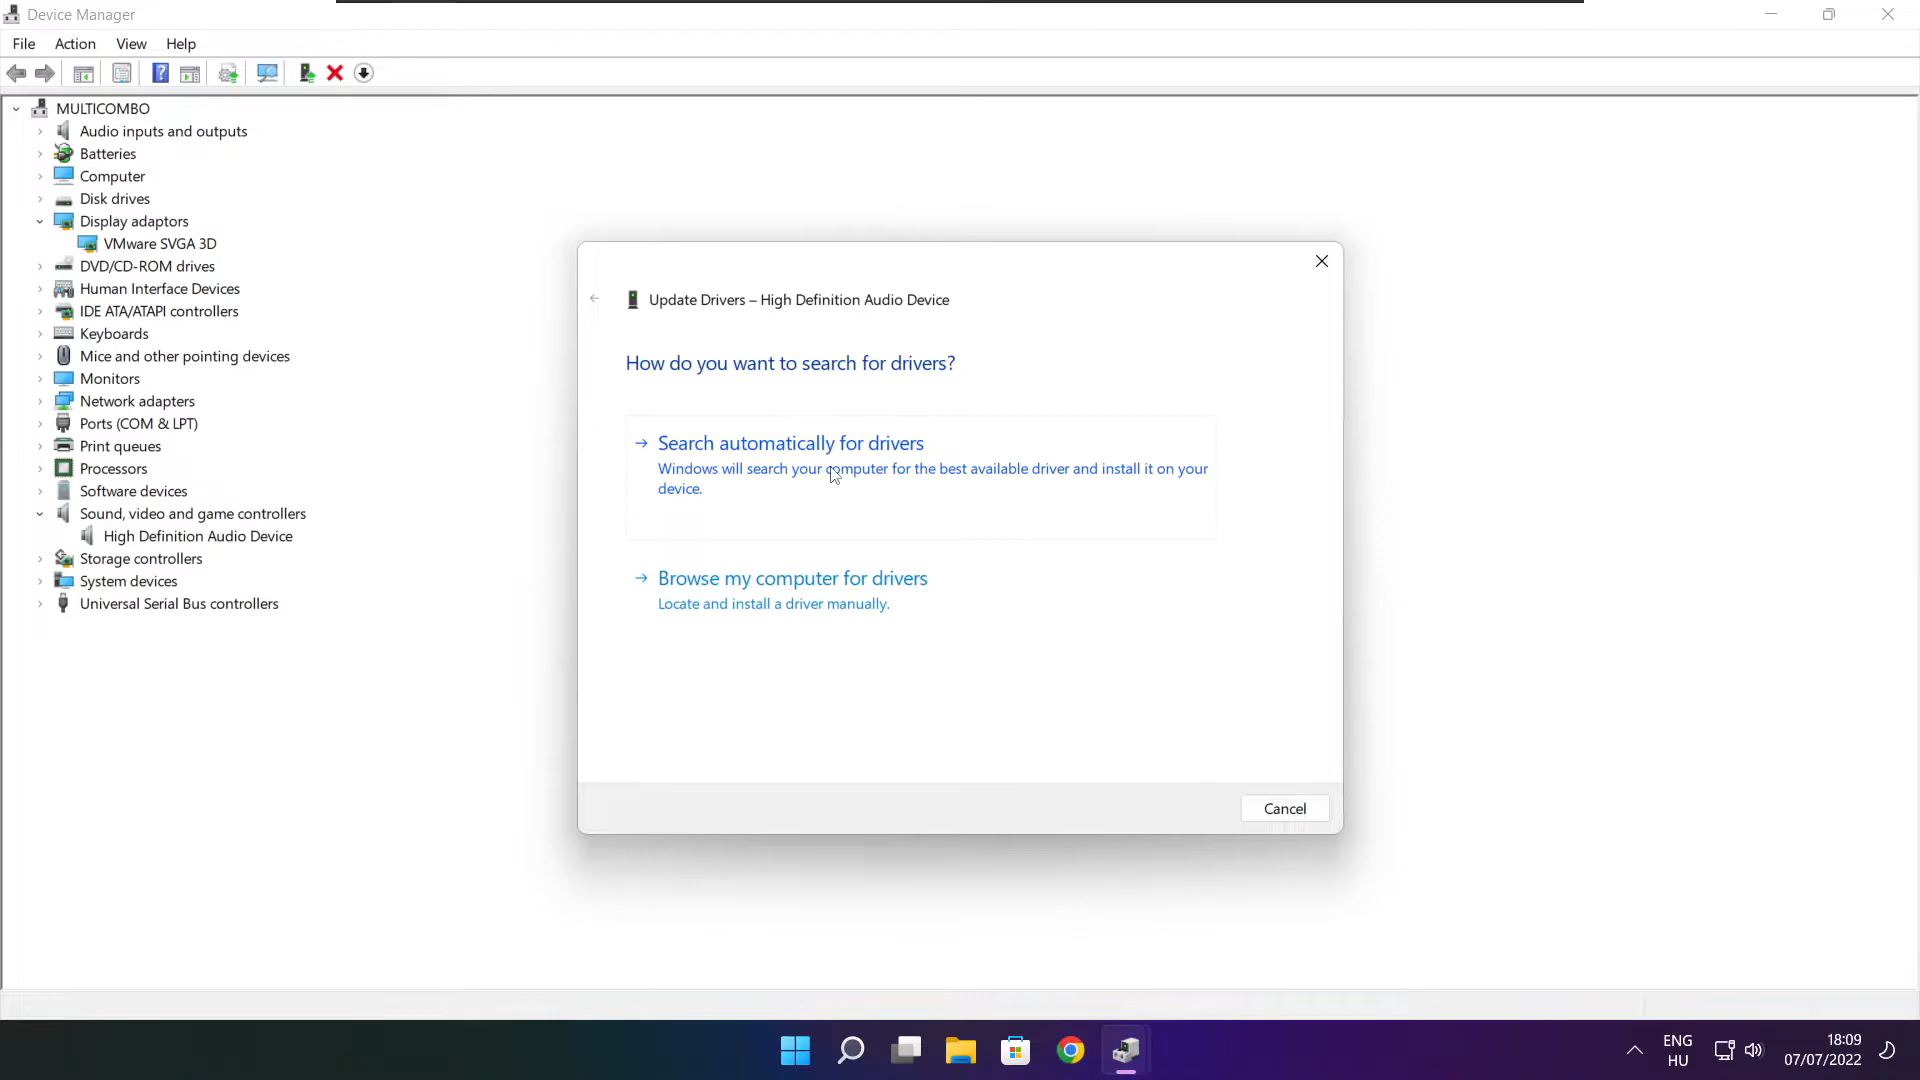 Device Manager
File Action View Help
MULTICOMBO
Audio inputs and outputs
Batteries
Computer
Disk drives
Display adaptors
VMware SVGA 3D
DVD/CD-ROM drives
Human Interface Devices
IDE ATA/ATAPI controllers
Keyboards
Mice and other pointing devices
Monitors
Network adapters
Ports (COM & LPT)
Print queues
Processors
Software devices
Sound, video and game controllers
High Definition Audio Device
Storage controllers
System devices
Universal Serial Bus controllers
Update Drivers – High Definition Audio Device
How do you want to search for drivers?
Search automatically for drivers
Windows will search your computer for the best available driver and install it on your
device.
Browse my computer for drivers
Locate and install a driver manually.
Cancel
ENG
HU
18:09
07/07/2022